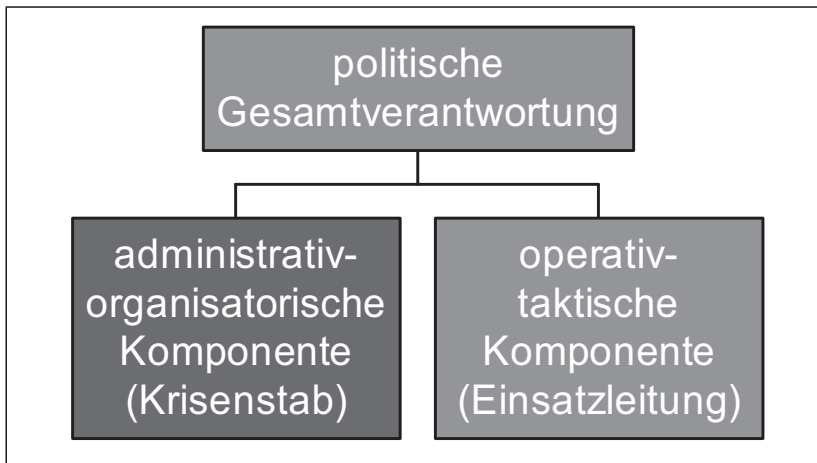 politische
Gesamtverantwortung
administrativ-
organisatorische
Komponente
(Krisenstab)
operativ-
taktische
Komponente
(Einsatzleitung)